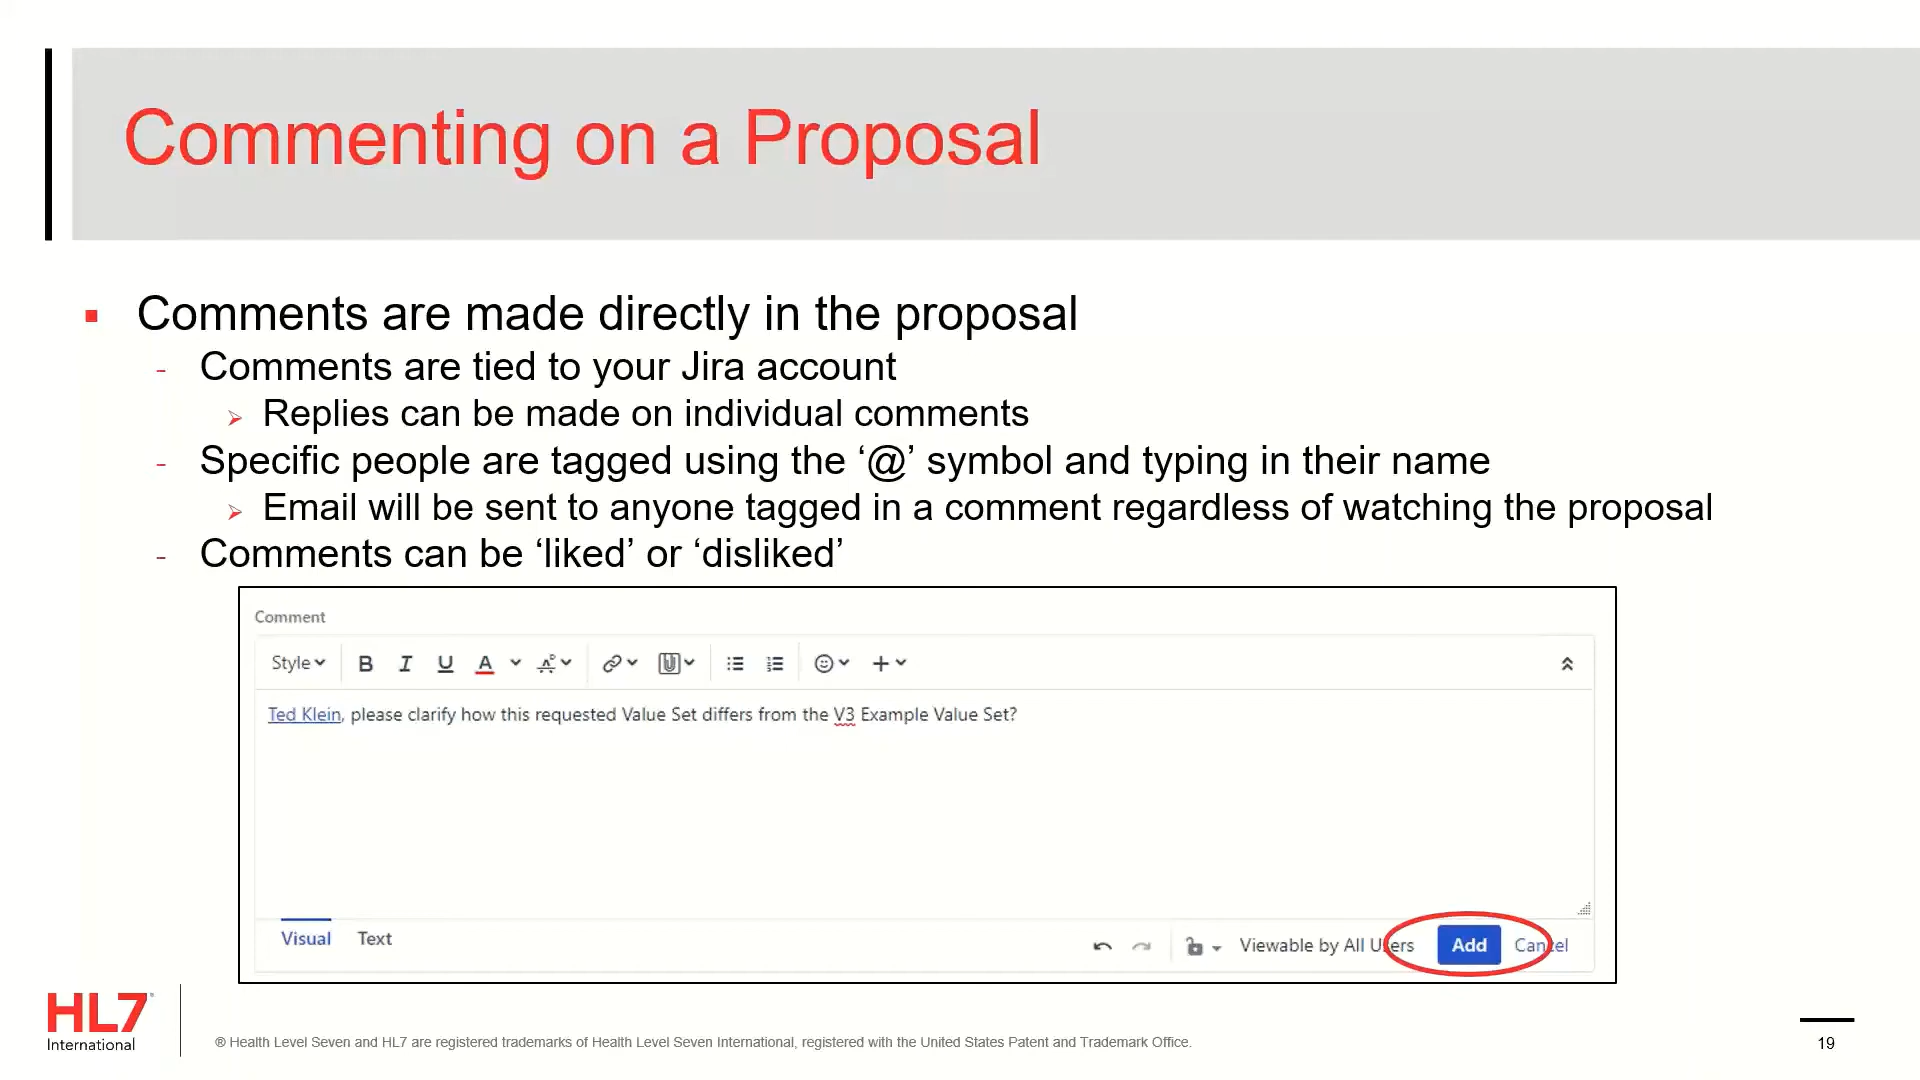 Commenting on a Proposal
Comments are made directly in the proposal
- Comments are tied to your Jira account
Replies can be made on individual comments
- Specific people are tagged using the ‘@’ symbol and typing in their name
Email will be sent to anyone tagged in a comment regardless of watching the proposal
- Comments can be ‘liked’ or ‘disliked’
Comment
Style B I U A
Ted Klein, please clarify how this requested Value Set differs from the V3 Example Value Set?
Visual Text Viewable by All Users Add Cancel
HL7
International
® Health Level Seven and HL7 are registered trademarks of Health Level Seven International, registered with the United States Patent and Trademark Office.
19